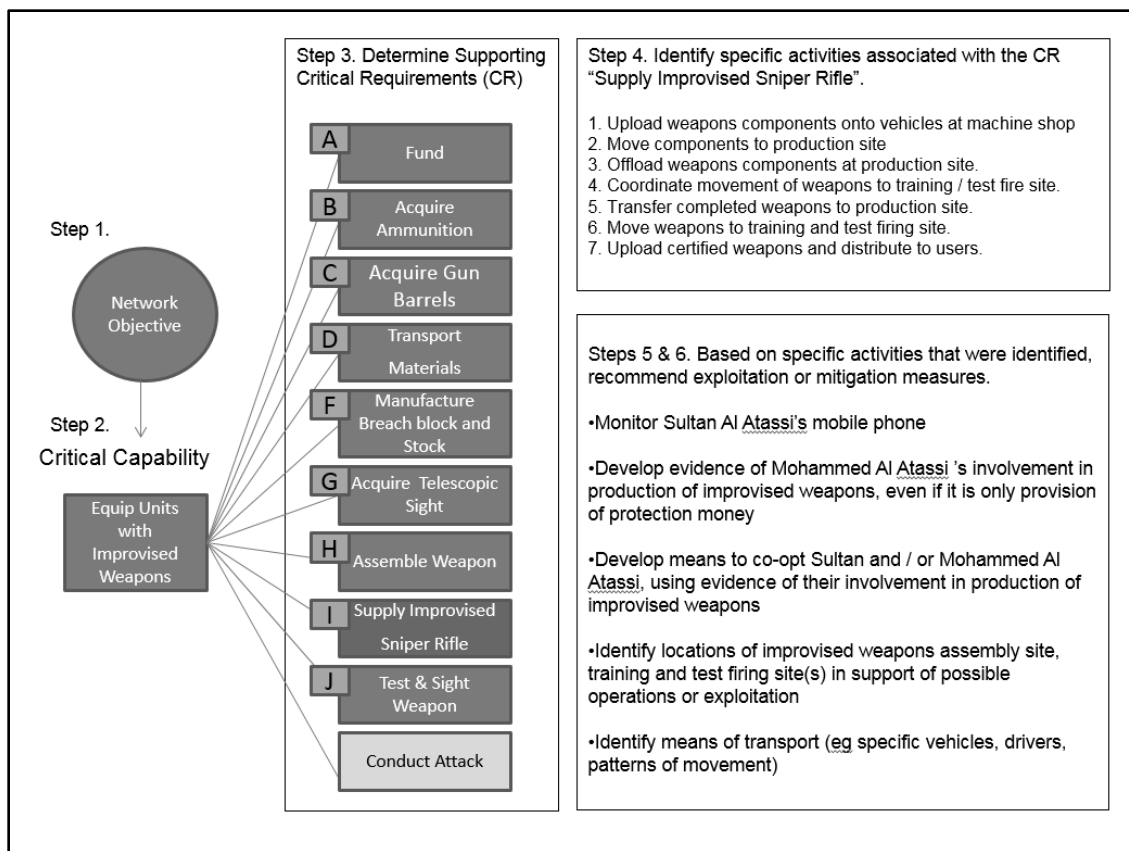 Step 1.
Network
Objective
Step 2.
Critical Capability
Equip Units
with
Improvised
Weapons
Step 3. Determine Supporting
Critical Requirements (CR)
A
Fund
B
Acquire
Ammunition
C
Acquire Gun
Barrels
D
Transport
Materials
F
Manufacture
Breach block and
Stock
G
Acquire Telescopic
Sight
H
Assemble Weapon
I
Supply Improvised
Sniper Rifle
J
Test & Sight
Weapon
Conduct Attack
Step 4. Identify specific activities associated with the CR
“Supply Improvised Sniper Rifle”.
1. Upload weapons components onto vehicles at machine shop
2. Move components to production site
3. Offload weapons components at production site.
4. Coordinate movement of weapons to training / test fire site.
5. Transfer completed weapons to production site.
6. Move weapons to training and test firing site.
7. Upload certified weapons and distribute to users.
Steps 5 & 6. Based on specific activities that were identified,
recommend exploitation or mitigation measures.
•Monitor Sultan Al Atassi’s mobile phone
•Develop evidence of Mohammed Al Atassi ’s involvement in
production of improvised weapons, even if it is only provision
of protection money
•Develop means to co-opt Sultan and / or Mohammed Al
Atassi, using evidence of their involvement in production of
improvised weapons
•Identify locations of improvised weapons assembly site,
training and test firing site(s) in support of possible
operations or exploitation
•Identify means of transport (eg specific vehicles, drivers,
patterns of movement)